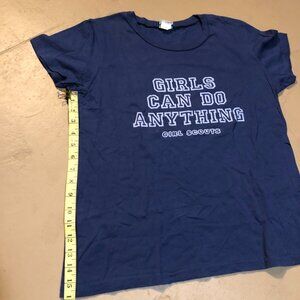 GIRLS
CAN DO
ANYTHING
GIRL SCOUTS